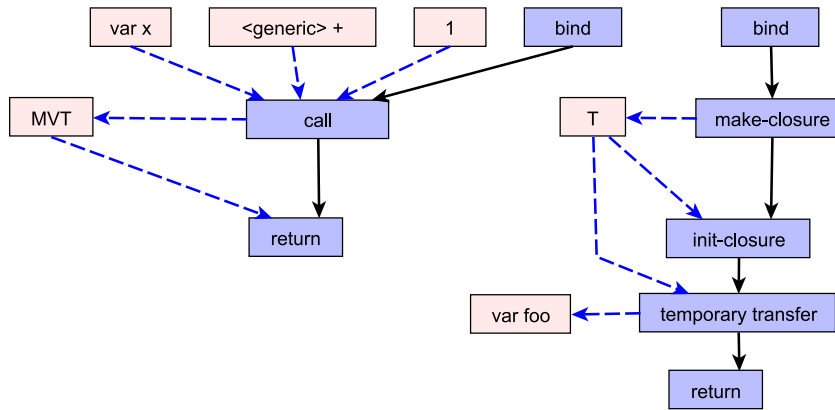 var x
<generic> +
1
bind
bind
MVT
call
T
make-closure
return
init-closure
var foo
temporary transfer
return